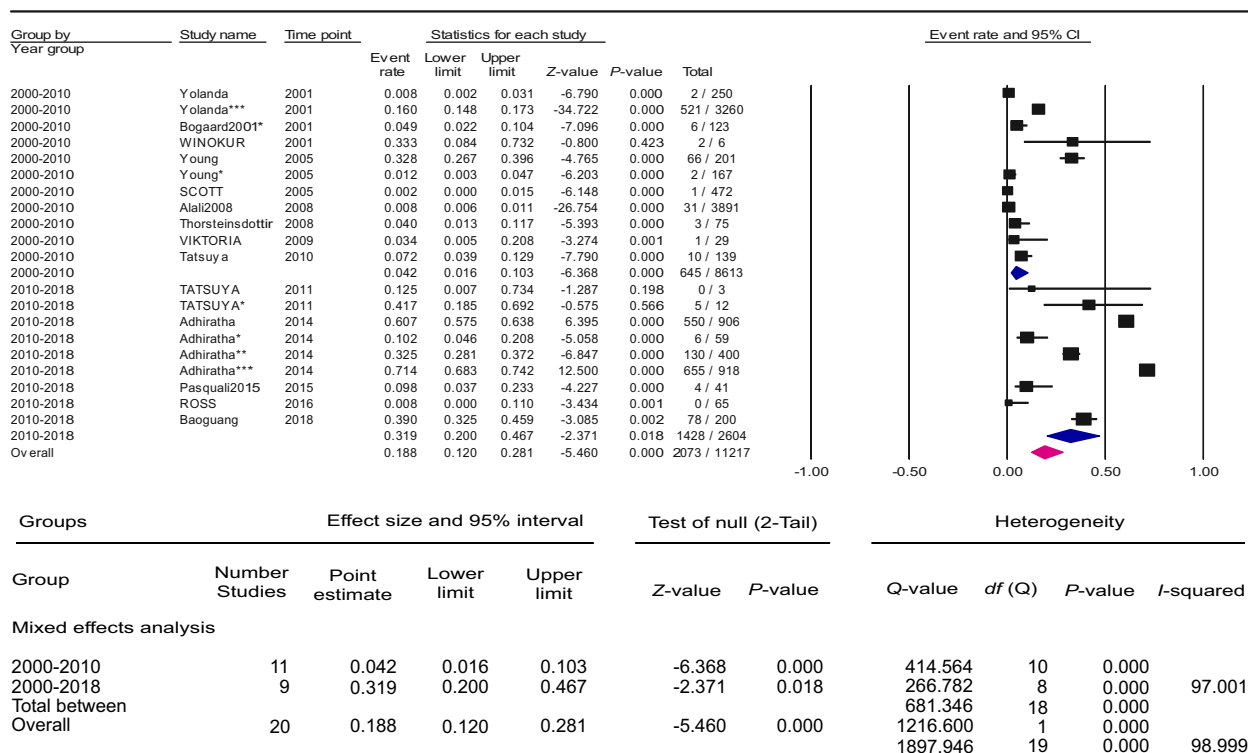 Group by Study name Time point Statistics for each study Event rate and 95% CI
Year group
Event rate Lower limit Upper limit Z-value P-value Total
2000-2010 Yolanda 2001 0.008 0.002 0.031 -6.790 0.000 2 / 250
2000-2010 Yolanda*** 2001 0.160 0.148 0.173 -34.722 0.000 521 / 3260
2000-2010 Bogaard2001* 2001 0.049 0.022 0.104 -7.096 0.000 6 / 123
2000-2010 WINOKUR 2001 0.333 0.084 0.732 -0.800 0.423 2 / 6
2000-2010 Young 2005 0.328 0.267 0.396 -4.765 0.000 66 / 201
2000-2010 Young* 2005 0.012 0.003 0.047 -6.203 0.000 2 / 167
2000-2010 SCOTT 2005 0.002 0.000 0.015 -6.148 0.000 1 / 472
2000-2010 Alali2008 2008 0.008 0.006 0.011 -26.754 0.000 31 / 3891
2000-2010 Thorsteinsdottir 2008 0.040 0.013 0.117 -5.393 0.000 3 / 75
2000-2010 VIKTORIA 2009 0.034 0.005 0.208 -3.274 0.001 1 / 29
2000-2010 Tatsuya 2010 0.072 0.039 0.129 -7.790 0.000 10 / 139
2000-2010 0.042 0.016 0.103 -6.368 0.000 645 / 8613
2010-2018 TATSUYA 2011 0.125 0.007 0.734 -1.287 0.198 0 / 3
2010-2018 TATSUYA* 2011 0.417 0.185 0.692 -0.575 0.566 5 / 12
2010-2018 Adhiratha 2014 0.607 0.575 0.638 6.395 0.000 550 / 906
2010-2018 Adhiratha* 2014 0.102 0.046 0.208 -5.058 0.000 6 / 59
2010-2018 Adhiratha** 2014 0.325 0.281 0.372 -6.847 0.000 130 / 400
2010-2018 Adhiratha*** 2014 0.714 0.683 0.742 12.500 0.000 655 / 918
2010-2018 Pasquali2015 2015 0.098 0.037 0.233 -4.227 0.000 4 / 41
2010-2018 ROSS 2016 0.008 0.000 0.110 -3.434 0.001 0 / 65
2010-2018 Baoguang 2018 0.390 0.325 0.459 -3.085 0.002 78 / 200
2010-2018 0.319 0.200 0.467 -2.371 0.018 1428 / 2604
Overall 0.188 0.120 0.281 -5.460 0.000 2073 / 11217
-1.00 -0.50 0.00 0.50 1.00
Groups Effect size and 95% interval Test of null (2-Tail) Heterogeneity
Group Number Studies Point estimate Lower limit Upper limit Z-value P-value Q-value df (Q) P-value I-squared
Mixed effects analysis
2000-2010 11 0.042 0.016 0.103 -6.368 0.000 414.564 10 0.000
2000-2018 9 0.319 0.200 0.467 -2.371 0.018 266.782 8 0.000 97.001
Total between 681.346 18 0.000
Overall 20 0.188 0.120 0.281 -5.460 0.000 1216.600 1 0.000
1897.946 19 0.000 98.999